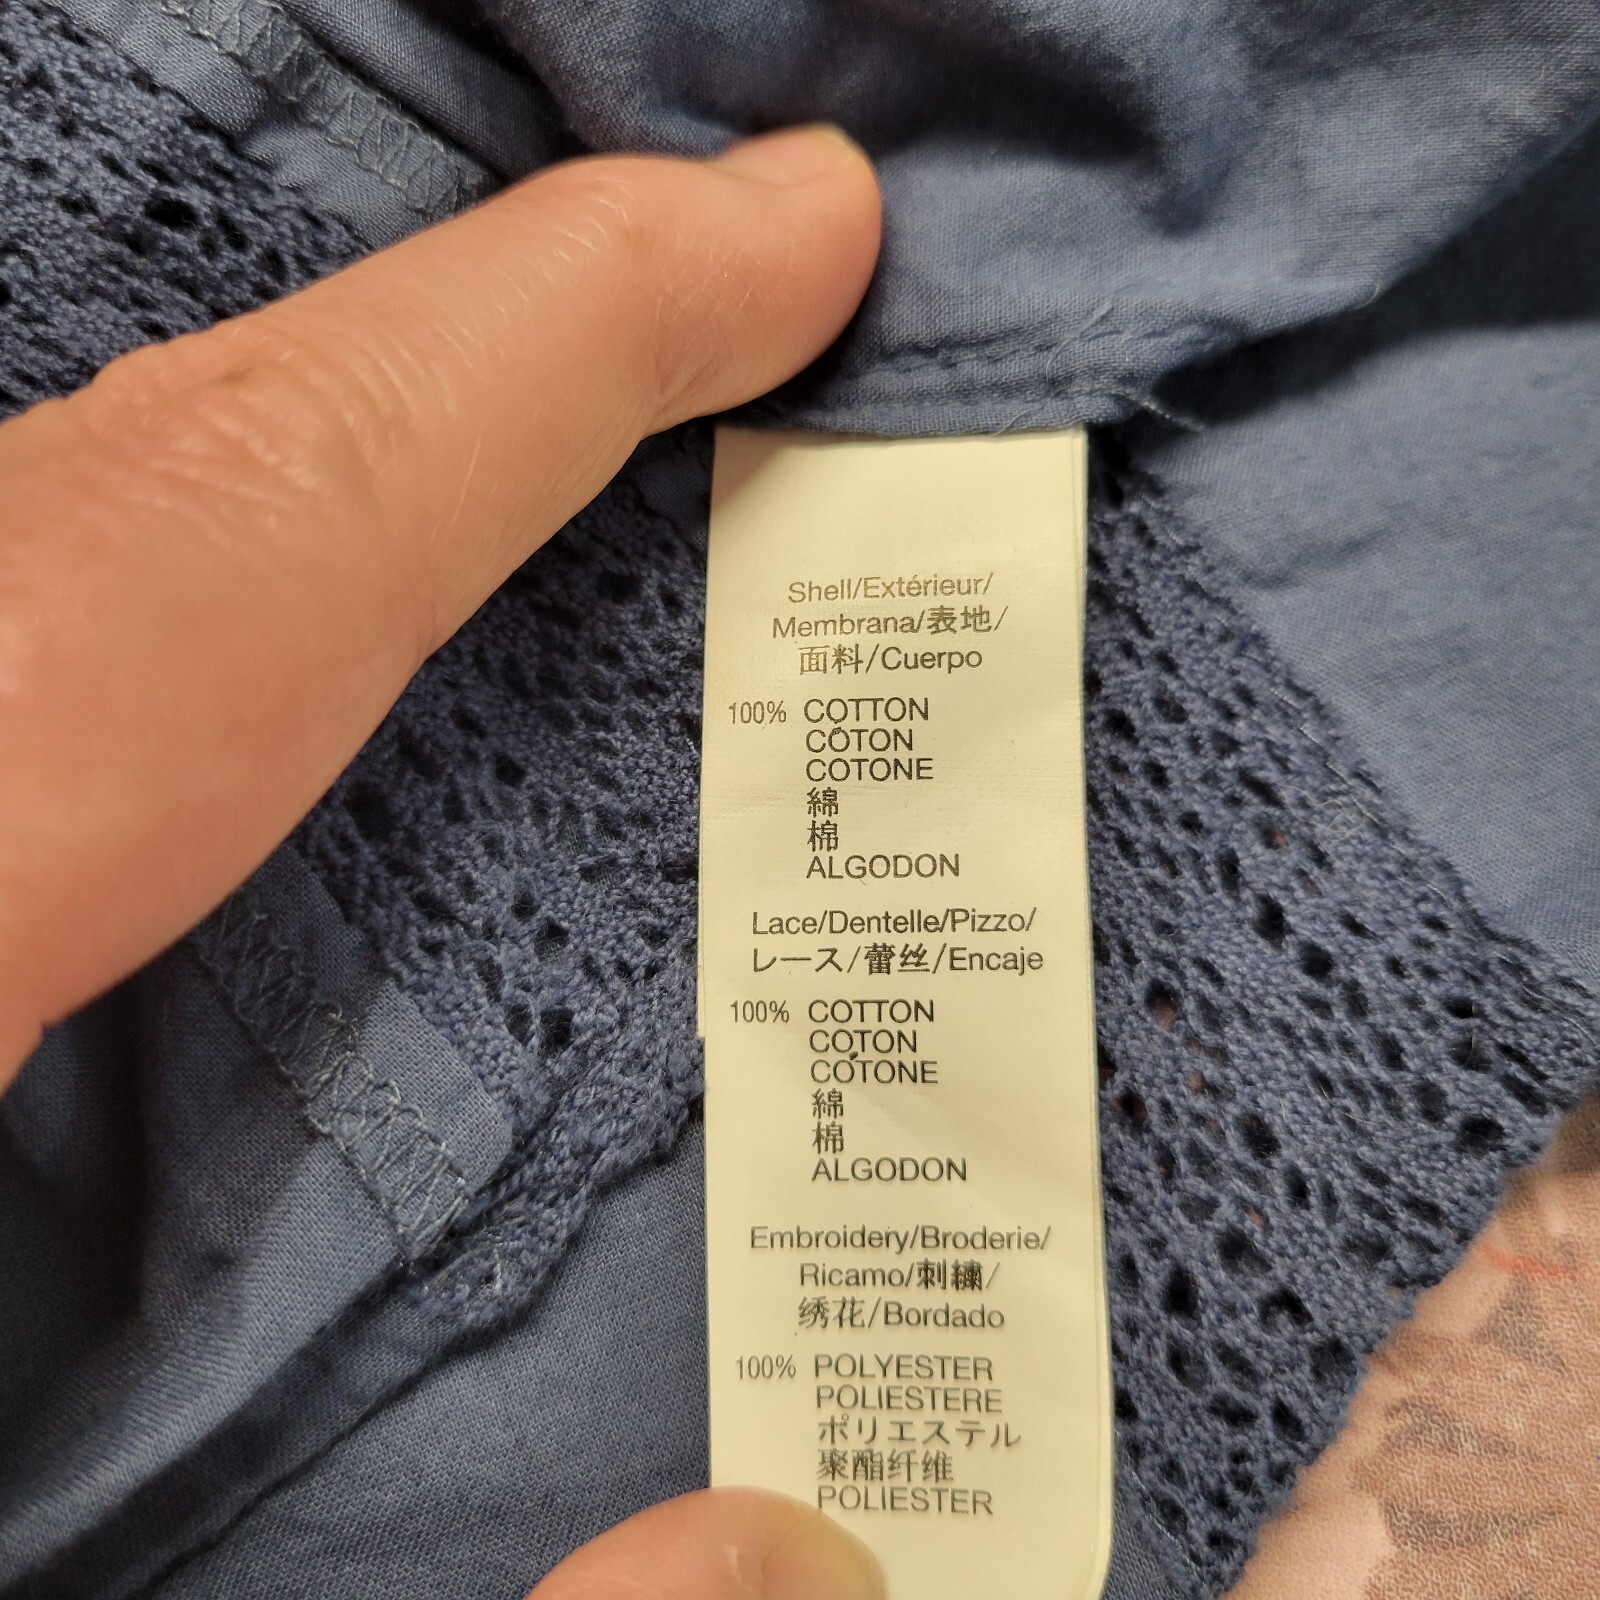 Shell/Extérieur/
Membrana/表地/
面料/Cuerpo
100% COTTON
COTON
COTONE
綿
棉
ALGODON
Lace/Dentelle/Pizzo/
レース/蕾丝/Encaje
100% COTTON
COTON
COTONE
綿
棉
ALGODON
Embroidery/Broderie/
Ricamo/刺繍/
绣花/Bordado
100% POLYESTER
POLIESTERE
ポリエステル
聚酯纤维
POLIESTER